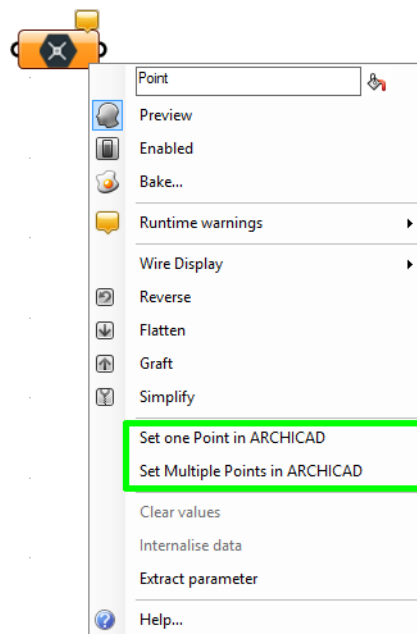 Point
Preview
Enabled
Bake...
Runtime warnings
Wire Display
Reverse
Flatten
Graft
Simplify
Set one Point in ARCHICAD
Set Multiple Points in ARCHICAD
Clear values
Internalise data
Extract parameter
Help...